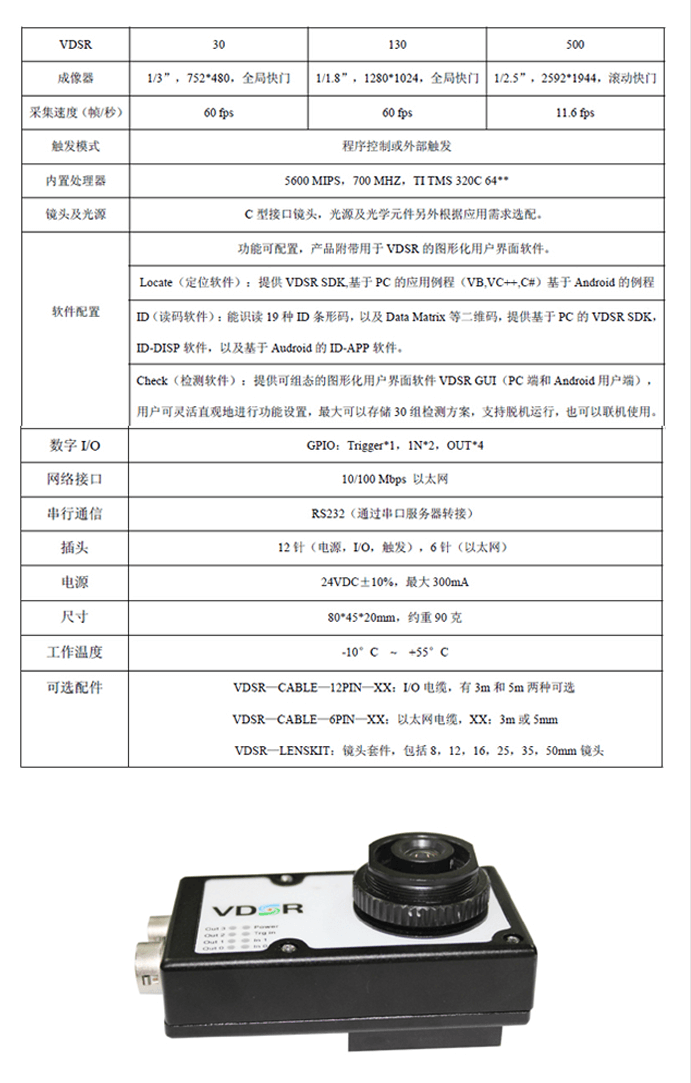 VDSR 30 130 500
成像器 1/3”，752*480，全局快门 1/1.8”，1280*1024，全局快门 1/2.5”，2592*1944，滚动快门
采集速度（帧/秒） 60 fps 60 fps 11.6 fps
触发模式 程序控制或外部触发
内置处理器 5600 MIPS，700 MHZ，TI TMS 320C 64**
镜头及光源 C 型接口镜头，光源及光学元件另外根据应用需求选配。
软件配置 功能可配置，产品附带用于 VDSR 的图形化用户界面软件。
Locate（定位软件）：提供 VDSR SDK,基于 PC 的应用例程（VB,VC++,C#）基于 Android 的例程
ID（读码软件）：能识读 19 种 ID 条形码，以及 Data Matrix 等二维码，提供基于 PC 的 VDSR SDK，
ID-DISP 软件，以及基于 Audroid 的 ID-APP 软件。
Check（检测软件）：提供可组态的图形化用户界面软件 VDSR GUI（PC 端和 Android 用户端），
用户可灵活直观地进行功能设置，最大可以存储 30 组检测方案，支持脱机运行，也可以联机使用。
数字 I/O GPIO：Trigger*1，1N*2，OUT*4
网络接口 10/100 Mbps 以太网
串行通信 RS232（通过串口服务器转接）
插头 12 针（电源，I/O，触发），6 针（以太网）
电源 24VDC±10%，最大 300mA
尺寸 80*45*20mm，约重 90 克
工作温度 -10°C ~ +55°C
可选配件 VDSR—CABLE—12PIN—XX：I/O 电缆，有 3m 和 5m 两种可选
VDSR—CABLE—6PIN—XX：以太网电缆，XX：3m 或 5mm
VDSR—LENSKIT：镜头套件，包括 8，12，16，25，35，50mm 镜头
VDSR
Out 3 Power
Out 2 Trg In
Out 1 In 1
Out 0 In 0